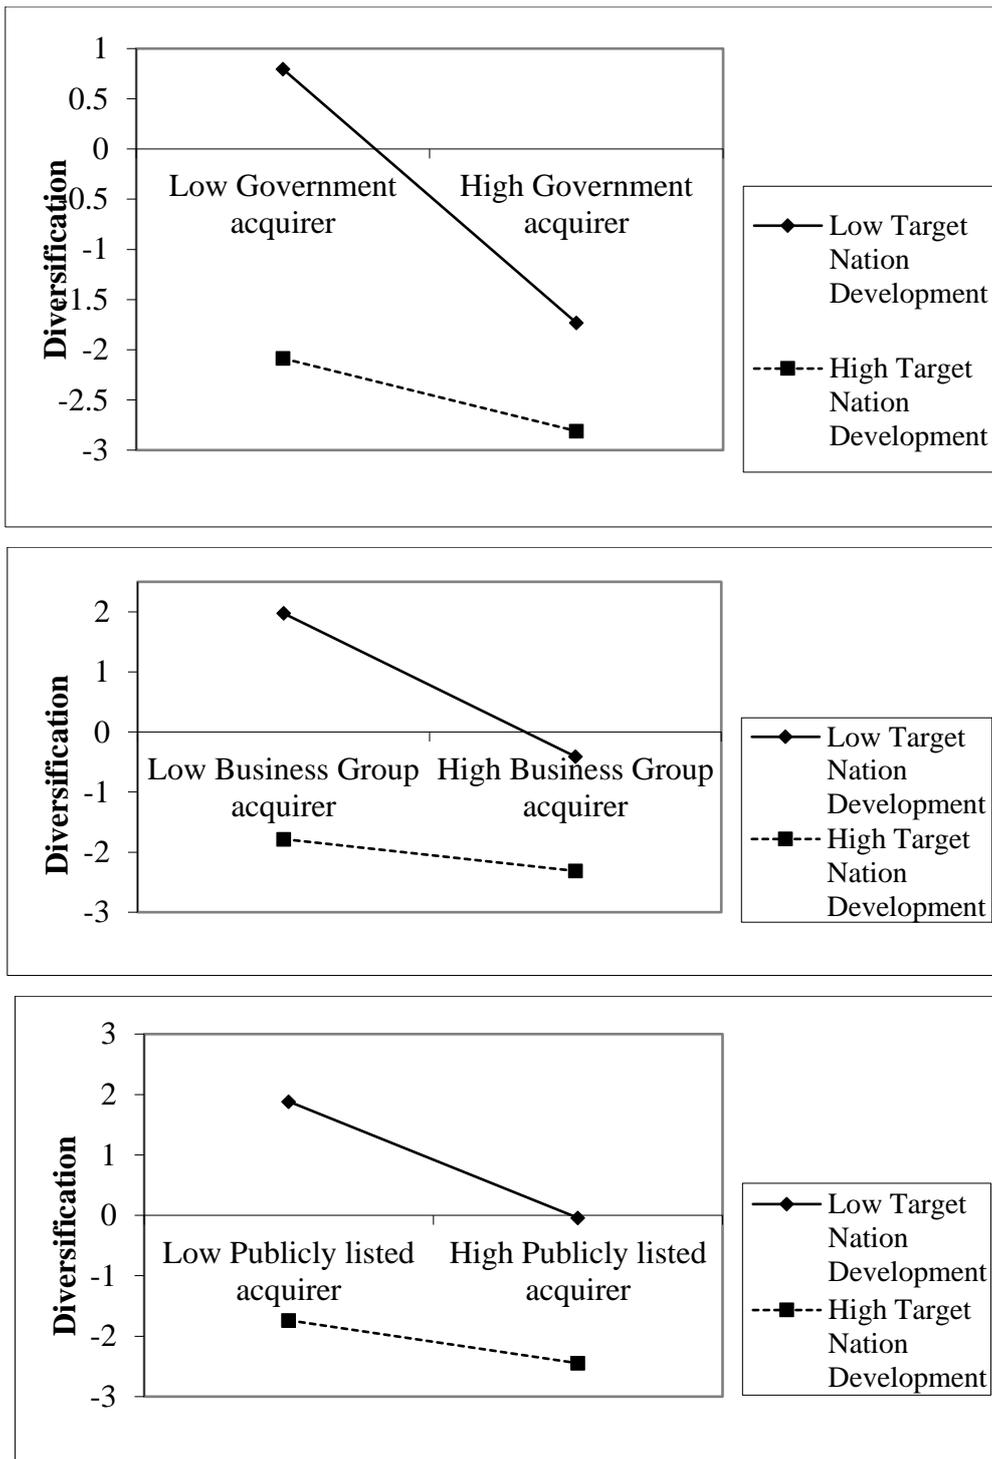 1
0.5
0
-0.5
-1
-1.5
-2
-2.5
-3
Diversification
Low Government
acquirer
High Government
acquirer
Low Target
Nation
Development
High Target
Nation
Development
2
1
0
-1
-2
-3
Diversification
Low Business Group
acquirer
High Business Group
acquirer
Low Target
Nation
Development
High Target
Nation
Development
3
2
1
0
-1
-2
-3
Diversification
Low Publicly listed
acquirer
High Publicly listed
acquirer
Low Target
Nation
Development
High Target
Nation
Development